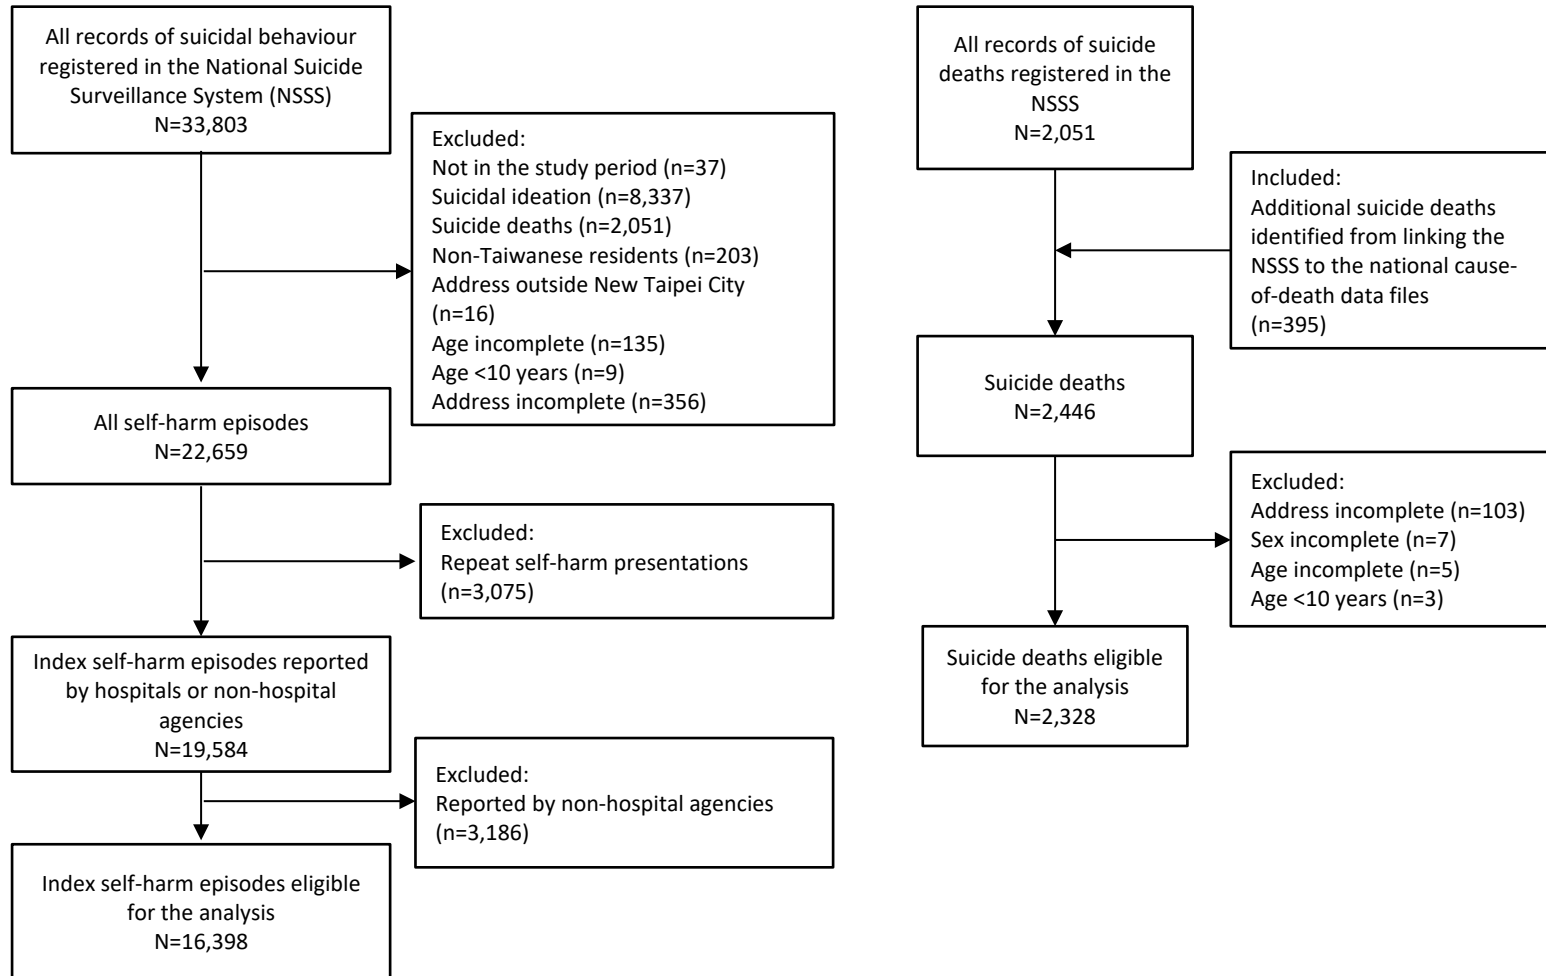 All records of suicidal behaviour
registered in the National Suicide
Surveillance System (NSSS)
N=33,803
Excluded:
Not in the study period (n=37)
Suicidal ideation (n=8,337)
Suicide deaths (n=2,051)
Non-Taiwanese residents (n=203)
Address outside New Taipei City
(n=16)
Age incomplete (n=135)
Age <10 years (n=9)
Address incomplete (n=356)
All self-harm episodes
N=22,659
Excluded:
Repeat self-harm presentations
(n=3,075)
Index self-harm episodes reported
by hospitals or non-hospital
agencies
N=19,584
Excluded:
Reported by non-hospital agencies
(n=3,186)
Index self-harm episodes eligible
for the analysis
N=16,398
All records of suicide
deaths registered in the
NSSS
N=2,051
Included:
Additional suicide deaths
identified from linking the
NSSS to the national cause-
of-death data files
(n=395)
Suicide deaths
N=2,446
Excluded:
Address incomplete (n=103)
Sex incomplete (n=7)
Age incomplete (n=5)
Age <10 years (n=3)
Suicide deaths eligible
for the analysis
N=2,328